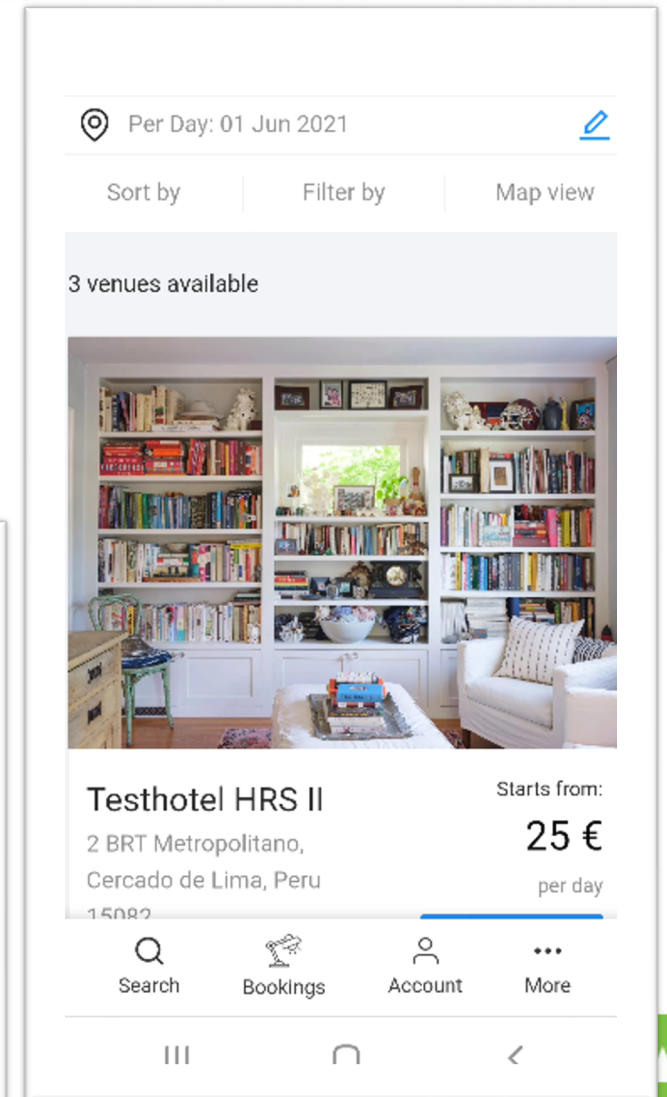 Per Day: 01 Jun 2021
Sort by
Filter by
Map view
3 venues available
Testhotel HRS II
Starts from:
2 BRT Metropolitano,
25 €
Cercado de Lima, Peru
per day
15082
Search
Bookings
Account
More